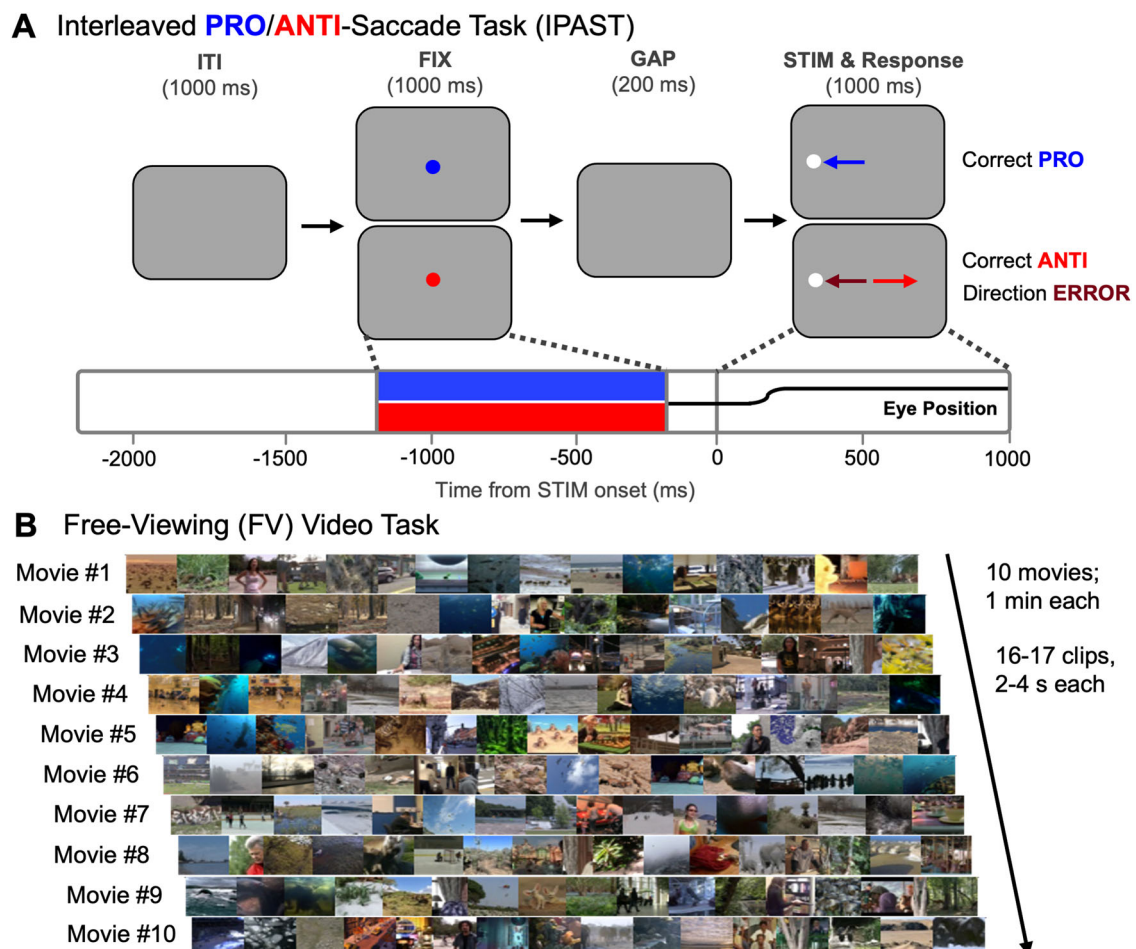 A Interleaved PRO/ANTI-Saccade Task (IPAST)
ITI
(1000 ms)
FIX
(1000 ms)
GAP
(200 ms)
STIM & Response
(1000 ms)
Correct PRO
Correct ANTI
Direction ERROR
Eye Position
-2000 -1500 -1000 -500 0 500 1000
Time from STIM onset (ms)
B Free-Viewing (FV) Video Task
Movie #1
Movie #2
Movie #3
Movie #4
Movie #5
Movie #6
Movie #7
Movie #8
Movie #9
Movie #10
10 movies;
1 min each
16-17 clips,
2-4 s each